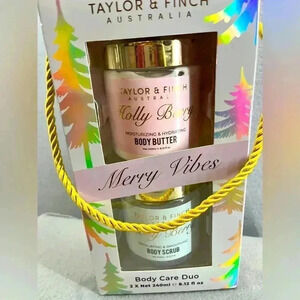 TAYLOR & FINCH
AUSTRALIA
TAYLOR & FINCH
AUSTRALIA
Holly Berry
MOISTURIZING & HYDRATING
BODY BUTTER
Merry Vibes
TAYLOR & FINCH
AUSTRALIA
BODY SCRUB
Body Care Duo
2 X Net 240ml ℮ 8.12 fl oz